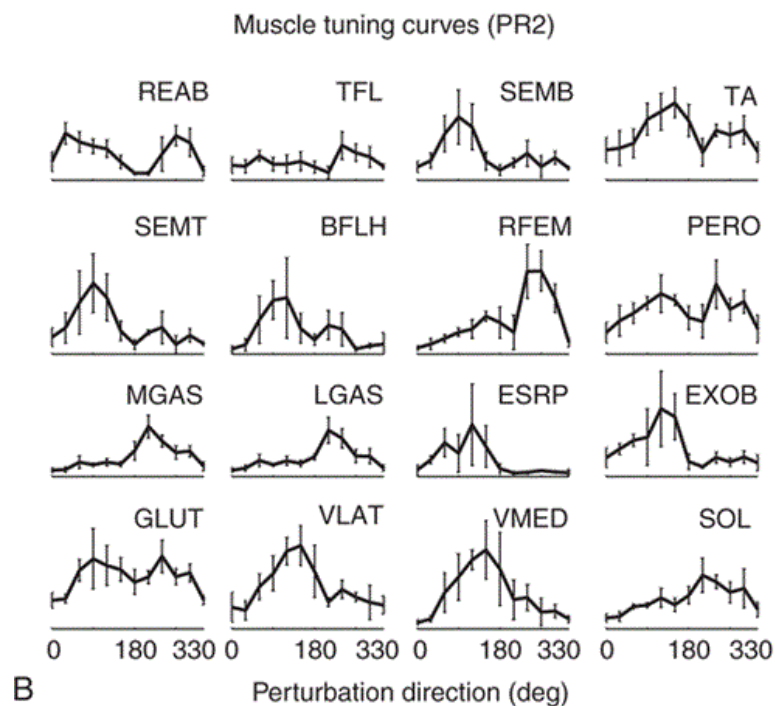 Muscle tuning curves (PR2)
REAB TFL SEMB TA
SEMT BFLH RFEM PERO
MGAS LGAS ESRP EXOB
GLUT VLAT VMED SOL
0 180 330 0 180 330 0 180 330 0 180 330
B Perturbation direction (deg)